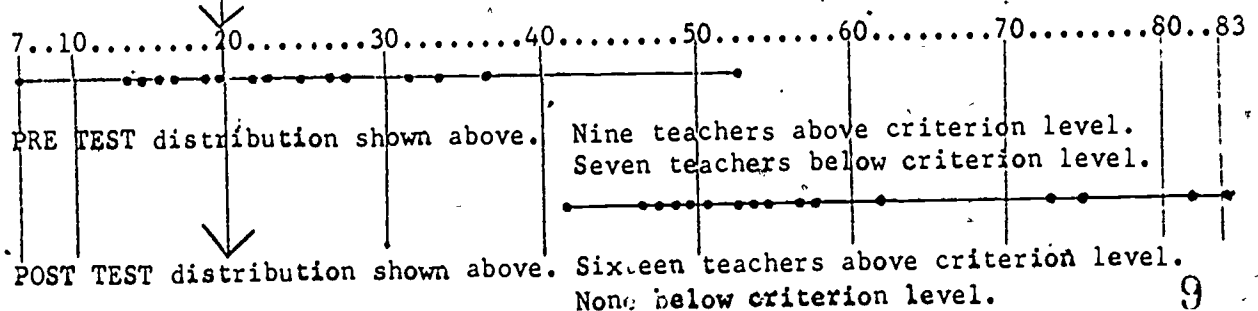 7..10........20........30........40........50........60........70........80..83
PRE TEST distribution shown above. Nine teachers above criterion level.
Seven teachers below criterion level.
POST TEST distribution shown above. Sixteen teachers above criterion level.
None below criterion level. 9